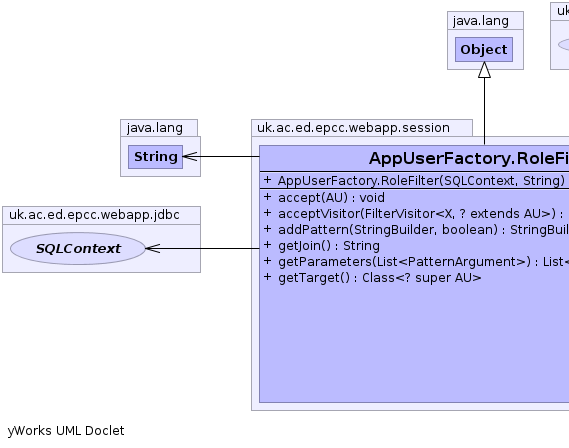 java.lang
uk
Object
java.lang
String
uk.ac.ed.epcc.webapp.session
AppUserFactory.RoleFi
+ AppUserFactory.RoleFilter(SQLContext, String)
+ accept(AU) : void
+ acceptVisitor(FilterVisitor<X, ? extends AU>) :
+ addPattern(StringBuilder, boolean) : StringBuil
+ getJoin() : String
+ getParameters(List<PatternArgument>) : List<
+ getTarget() : Class<? super AU>
uk.ac.ed.epcc.webapp.jdbc
SQLContext
yWorks UML Doclet